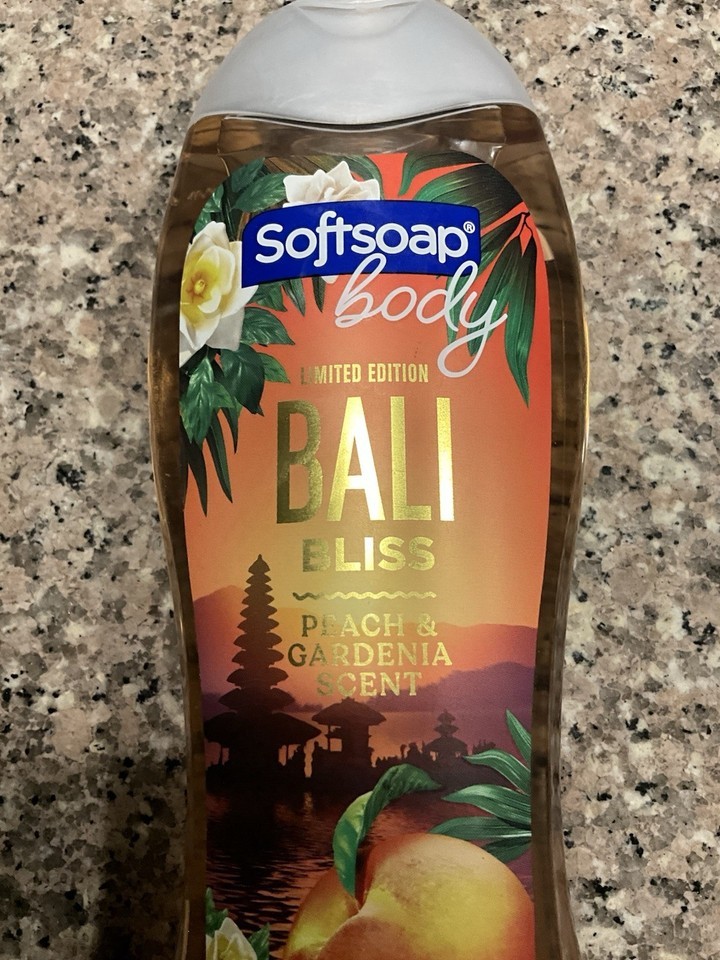 Softsoap®
body
LIMITED EDITION
BALI
BLISS
PEACH &
GARDENIA
SCENT